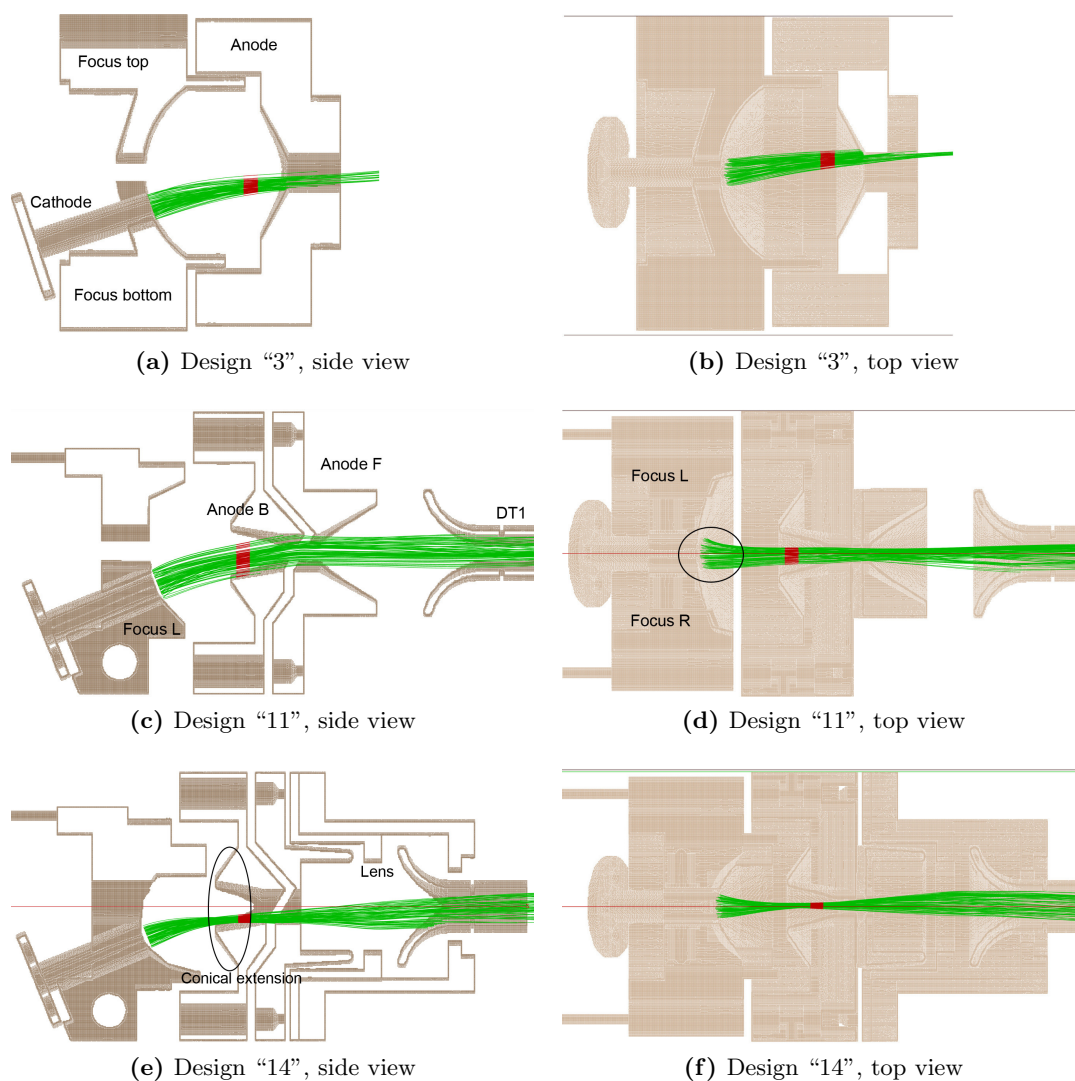 Focus top
Anode
Cathode
Focus bottom
(a) Design “3”, side view
(b) Design “3”, top view
Anode F
Anode B
DT1
Focus L
Focus L
Focus R
(c) Design “11”, side view
(d) Design “11”, top view
Lens
Conical extension
(e) Design “14”, side view
(f) Design “14”, top view